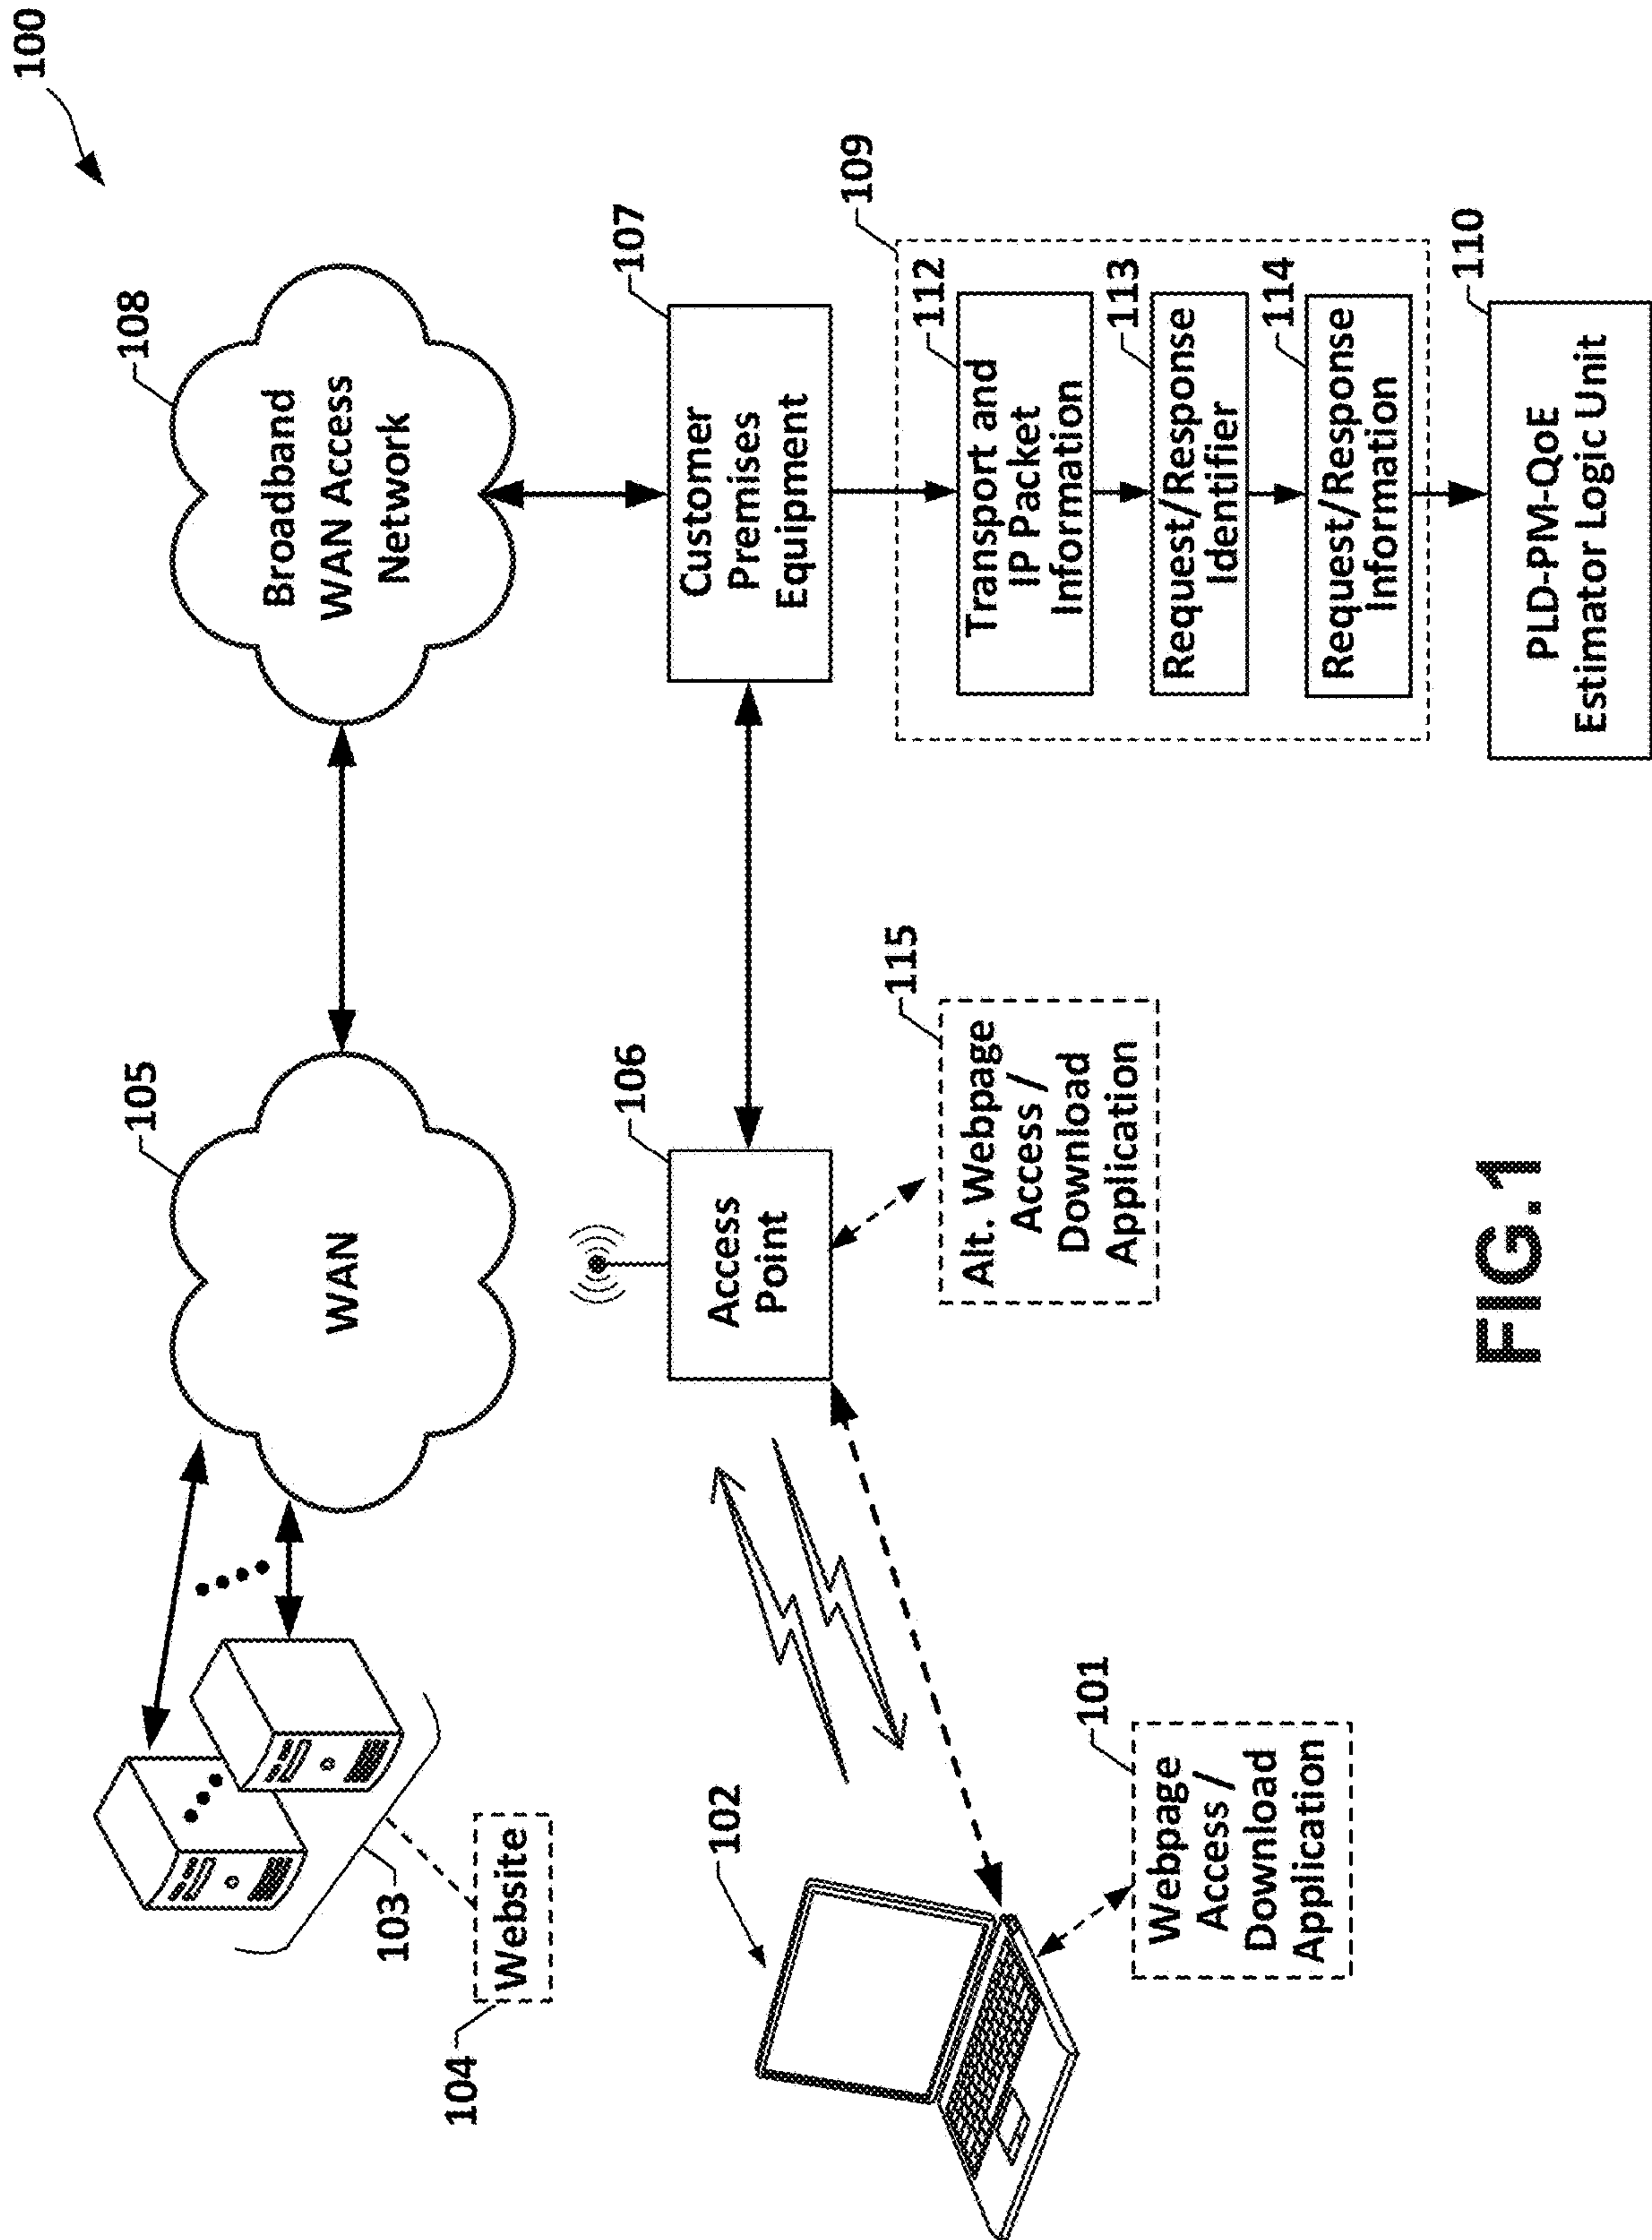 100
108
Broadband
WAN Access
Network
105
WAN
103
104
Website
107
Customer
Premises
Equipment
106
Access
Point
102
109
112
Transport and
IP Packet
Information
113
Request/Response
Identifier
114
Request/Response
Information
115
Alt. Webpage
Access /
Download
Application
101
Webpage
Access /
Download
Application
110
PLD-PM-QoE
Estimator Logic Unit
FIG.1